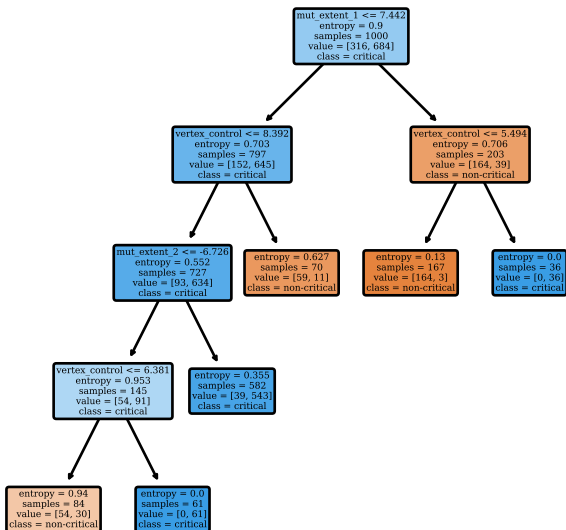 mut_extent_1 <= 7.442
entropy = 0.9
samples = 1000
value = [316, 684]
class = critical
vertex_control <= 8.392
entropy = 0.703
samples = 797
value = [152, 645]
class = critical
vertex_control <= 5.494
entropy = 0.706
samples = 203
value = [164, 39]
class = non-critical
mut_extent_2 <= -6.726
entropy = 0.552
samples = 727
value = [93, 634]
class = critical
entropy = 0.627
samples = 70
value = [59, 11]
class = non-critical
entropy = 0.13
samples = 167
value = [164, 3]
class = non-critical
entropy = 0.0
samples = 36
value = [0, 36]
class = critical
vertex_control <= 6.381
entropy = 0.953
samples = 145
value = [54, 91]
class = critical
entropy = 0.355
samples = 582
value = [39, 543]
class = critical
entropy = 0.94
samples = 84
value = [54, 30]
class = non-critical
entropy = 0.0
samples = 61
value = [0, 61]
class = critical